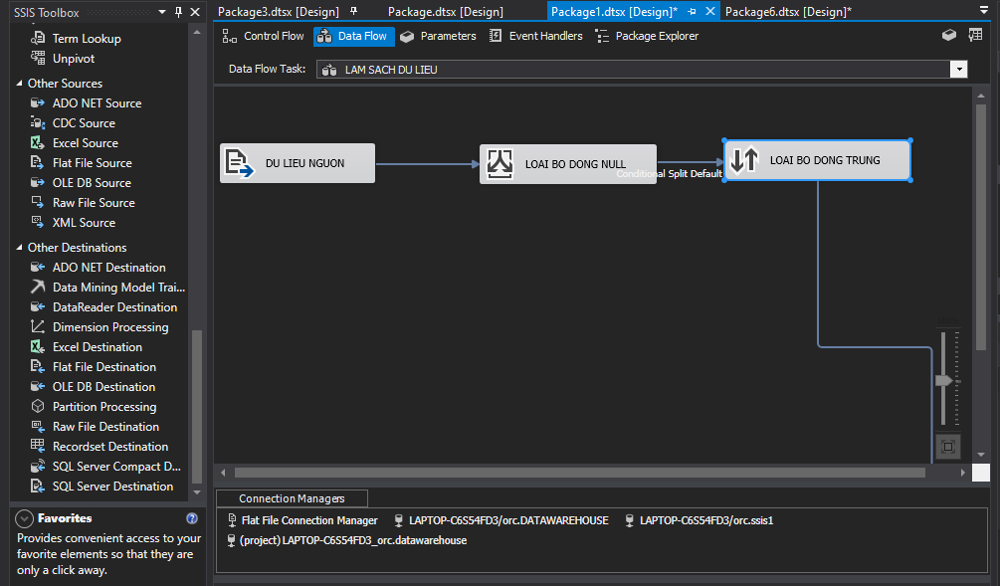 SSIS Toolbox
Term Lookup
Unpivot
Other Sources
ADO NET Source
CDC Source
Excel Source
Flat File Source
OLE DB Source
Raw File Source
XML Source
Other Destinations
ADO NET Destination
Data Mining Model Trai...
DataReader Destination
Dimension Processing
Excel Destination
Flat File Destination
OLE DB Destination
Partition Processing
Raw File Destination
Recordset Destination
SQL Server Compact D...
SQL Server Destination
Favorites
Provides convenient access to your
favorite elements so that they are
only a click away.
Package3.dtsx [Design] Package.dtsx [Design] Package1.dtsx [Design]* Package6.dtsx [Design]*
Control Flow Data Flow Parameters Event Handlers Package Explorer
Data Flow Task: LAM SACH DU LIEU
DU LIEU NGUON LOAI BO DONG NULL LOAI BO DONG TRUNG
Conditional Split Default
Connection Managers
Flat File Connection Manager LAPTOP-C6S54FD3/orc.DATAWAREHOUSE LAPTOP-C6S54FD3/orc.ssis1
(project) LAPTOP-C6S54FD3_orc.datawarehouse